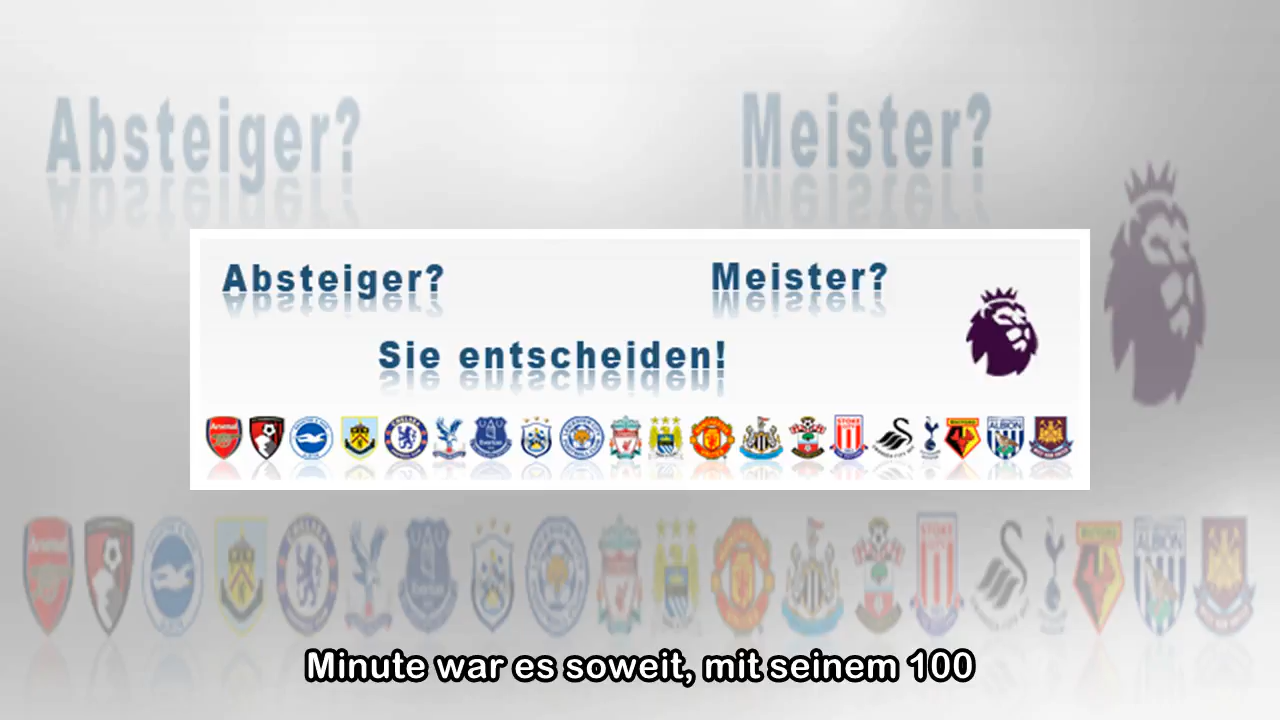 Absteiger? Meister?
Absteiger? Meister?
Sie entscheiden!
Minute war es soweit, mit seinem 100